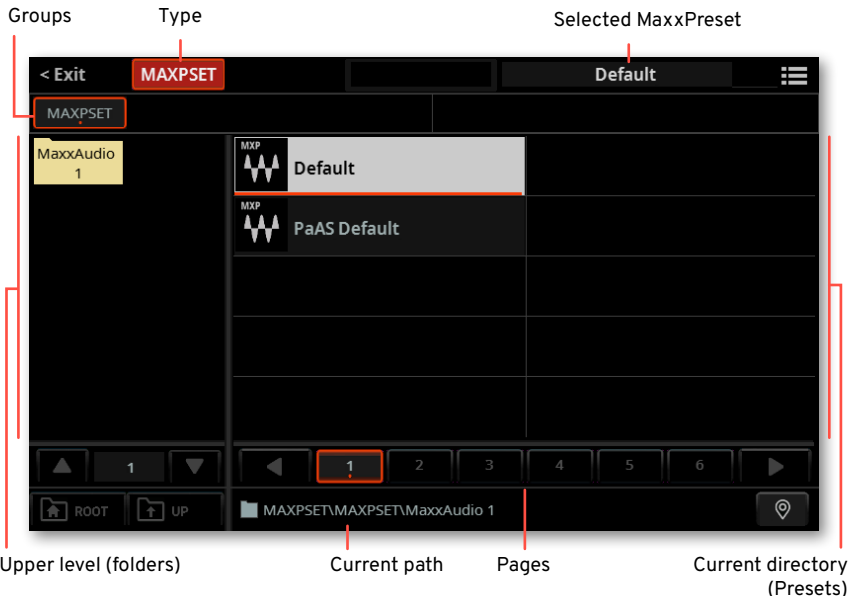 Groups Type Selected MaxxPreset
< Exit MAXPSET Default
MAXPSET
MaxxAudio
1
MXP
Default
MXP
PaAS Default
1 1 2 3 4 5 6
ROOT UP MAXPSET\MAXPSET\MaxxAudio 1
Upper level (folders) Current path Pages Current directory
(Presets)